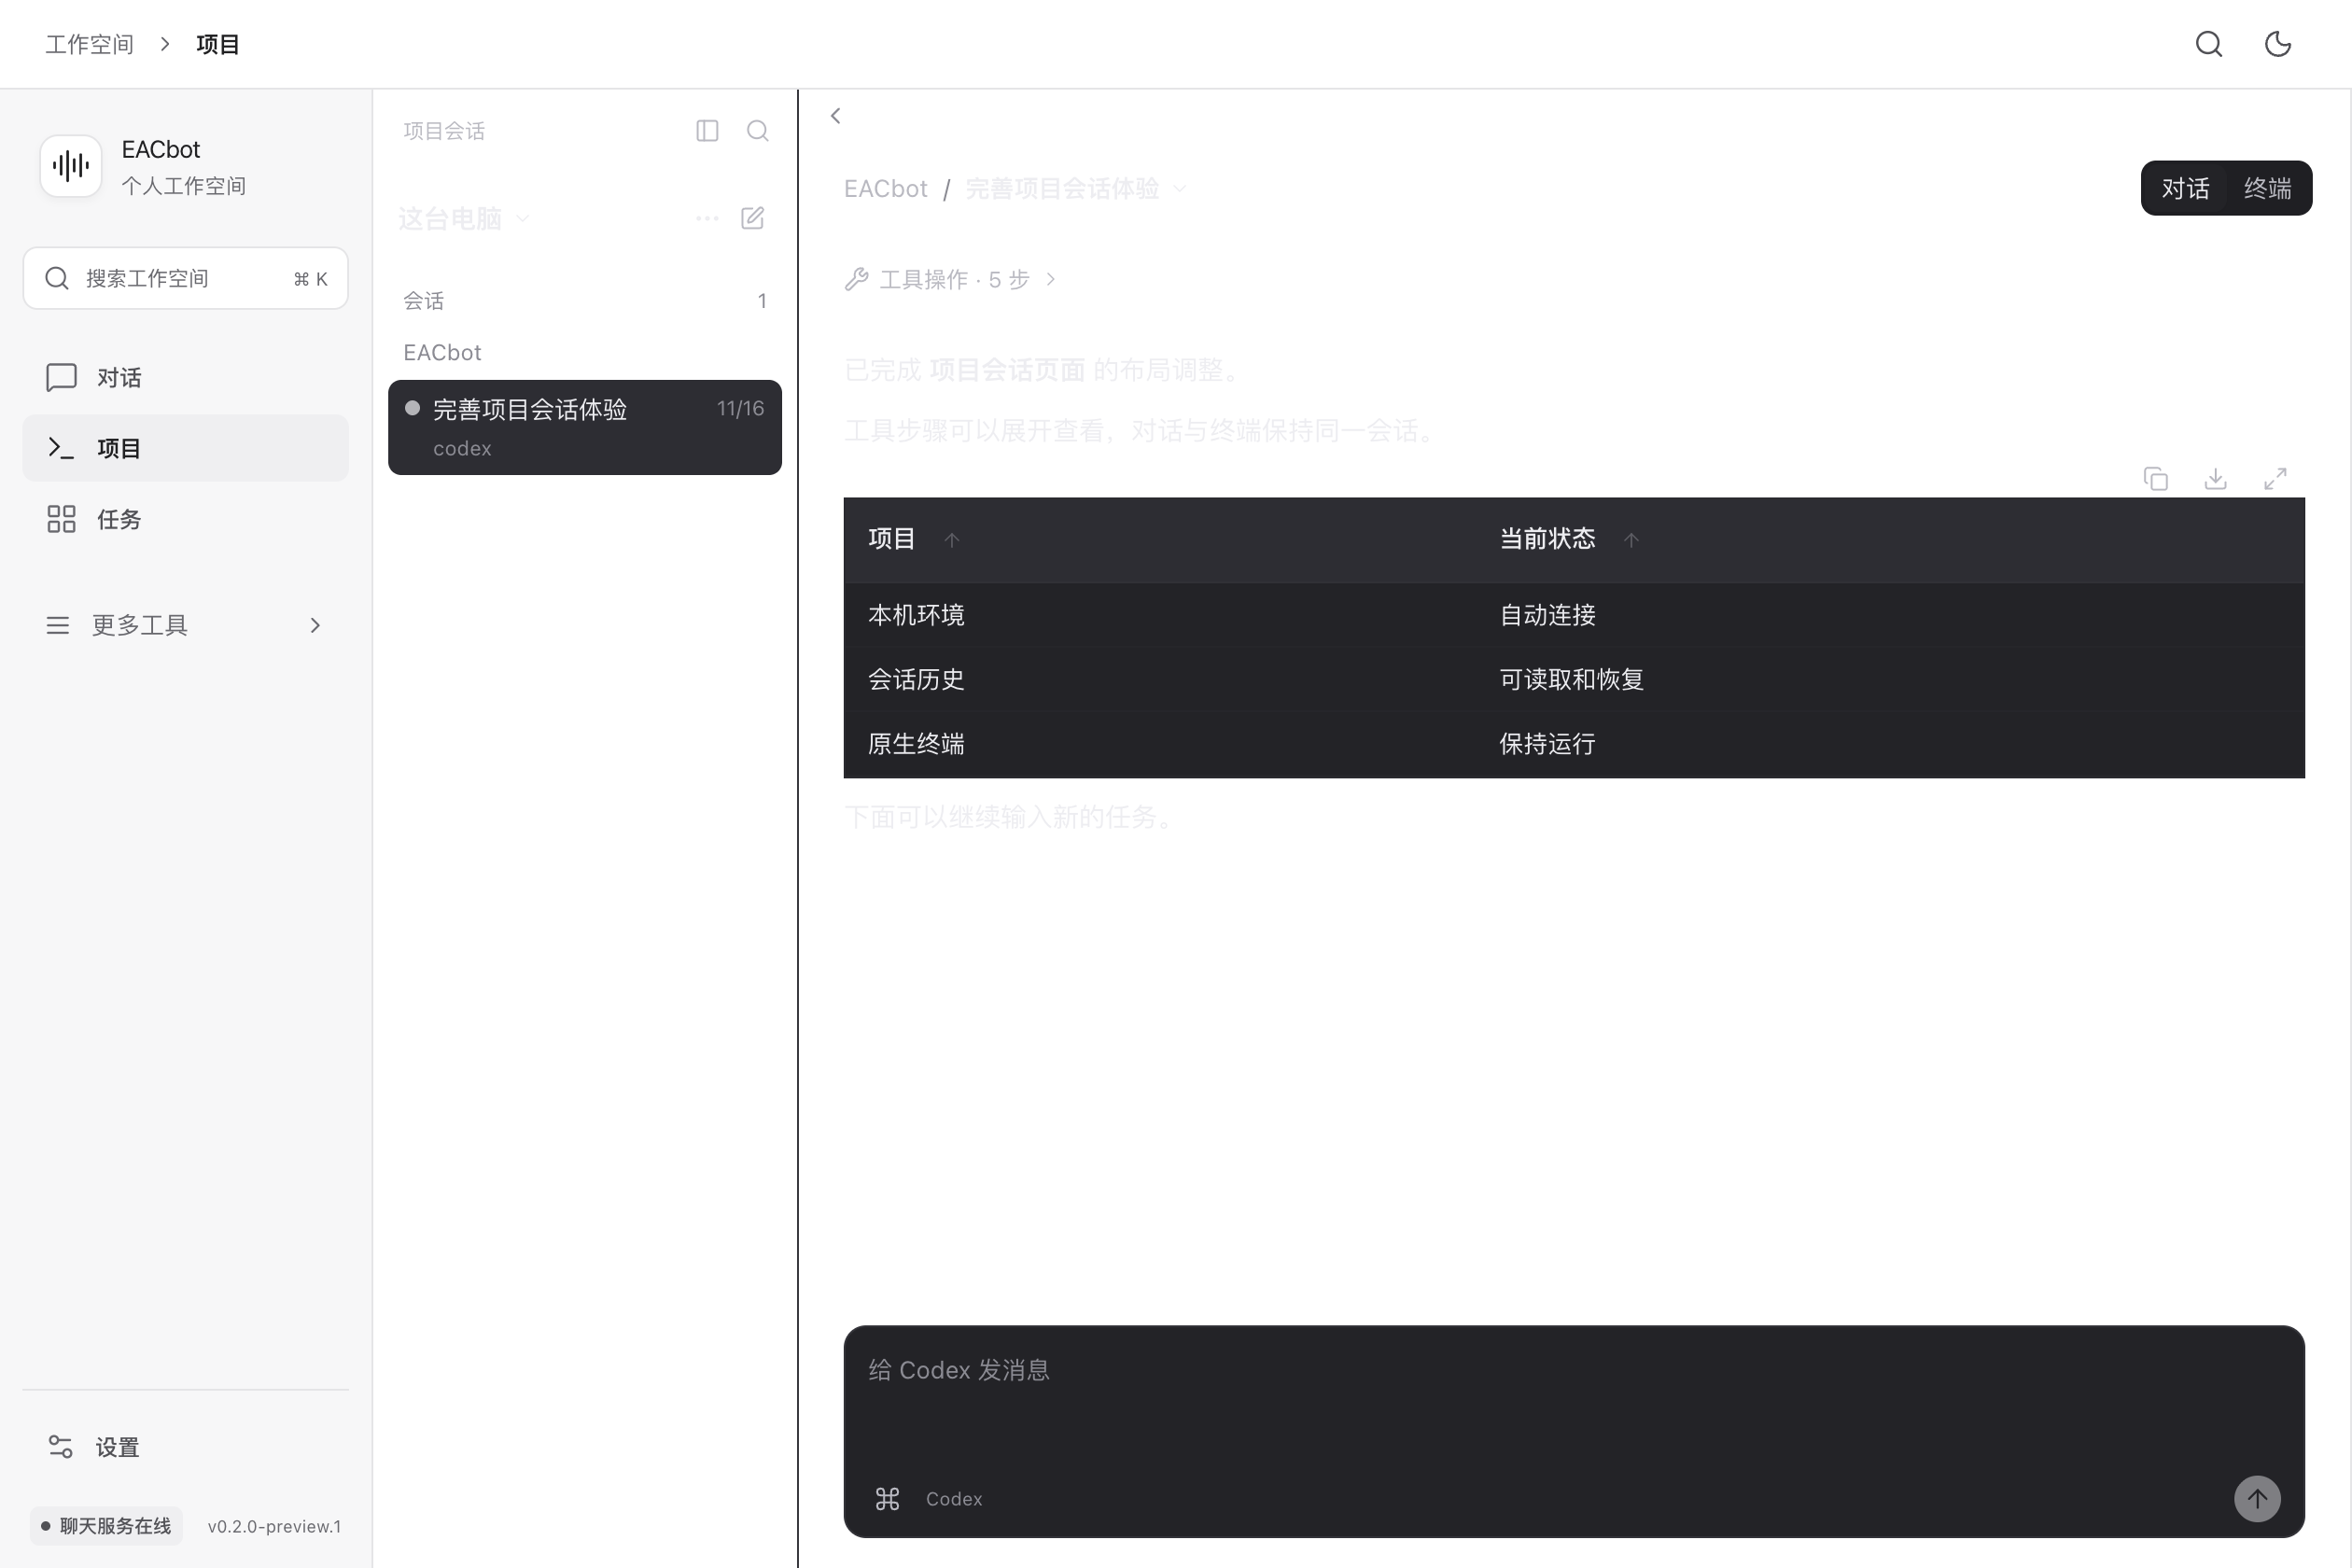 工作空间 > 项目
EACbot
个人工作空间
搜索工作空间 ⌘ K
对话
项目
任务
更多工具
设置
聊天服务在线 v0.2.0-preview.1
项目会话
这台电脑
会话 1
EACbot
完善项目会话体验 11/16
codex
EACbot / 完善项目会话体验
对话 终端
工具操作 · 5 步
已完成 项目会话页面 的布局调整。
工具步骤可以展开查看，对话与终端保持同一会话。
项目 当前状态
本机环境 自动连接
会话历史 可读取和恢复
原生终端 保持运行
下面可以继续输入新的任务。
给 Codex 发消息
Codex